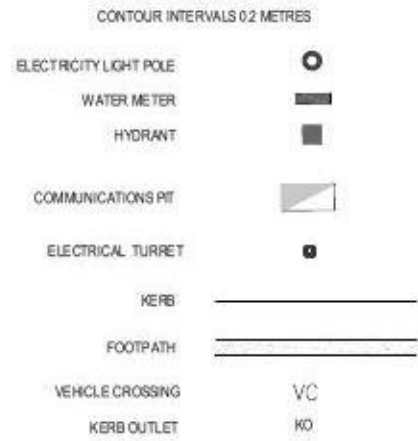 CONTOUR INTERVALS 0.2 METRES
ELECTRICITY LIGHT POLE
WATER METER
HYDRANT
COMMUNICATIONS PIT
ELECTRICAL TURRET
KERB
FOOTPATH
VEHICLE CROSSING VC
KERB OUTLET KO